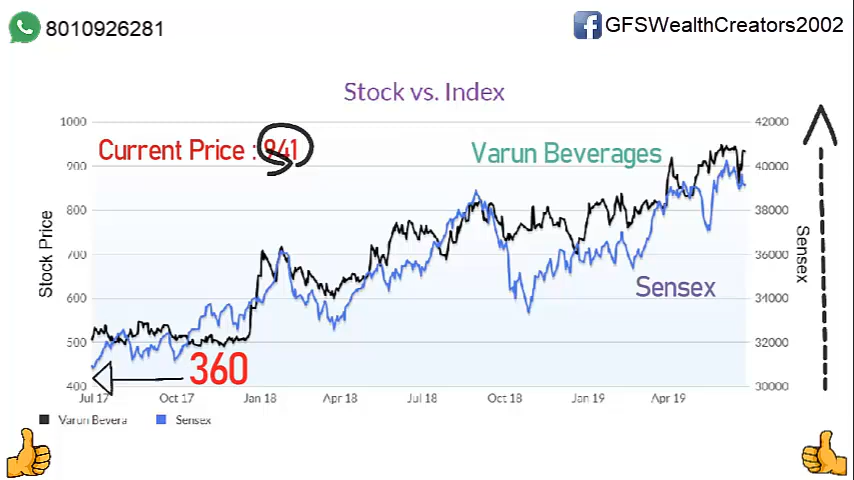 8010926281
GFSWealthCreators2002
Stock vs. Index
1000
900
800
700
600
500
400
Stock Price
42000
40000
38000
36000
34000
32000
30000
Sensex
Current Price : 941
Varun Beverages
Sensex
360
Jul 17 Oct 17 Jan 18 Apr 18 Jul 18 Oct 18 Jan 19 Apr 19
Varun Bevera Sensex